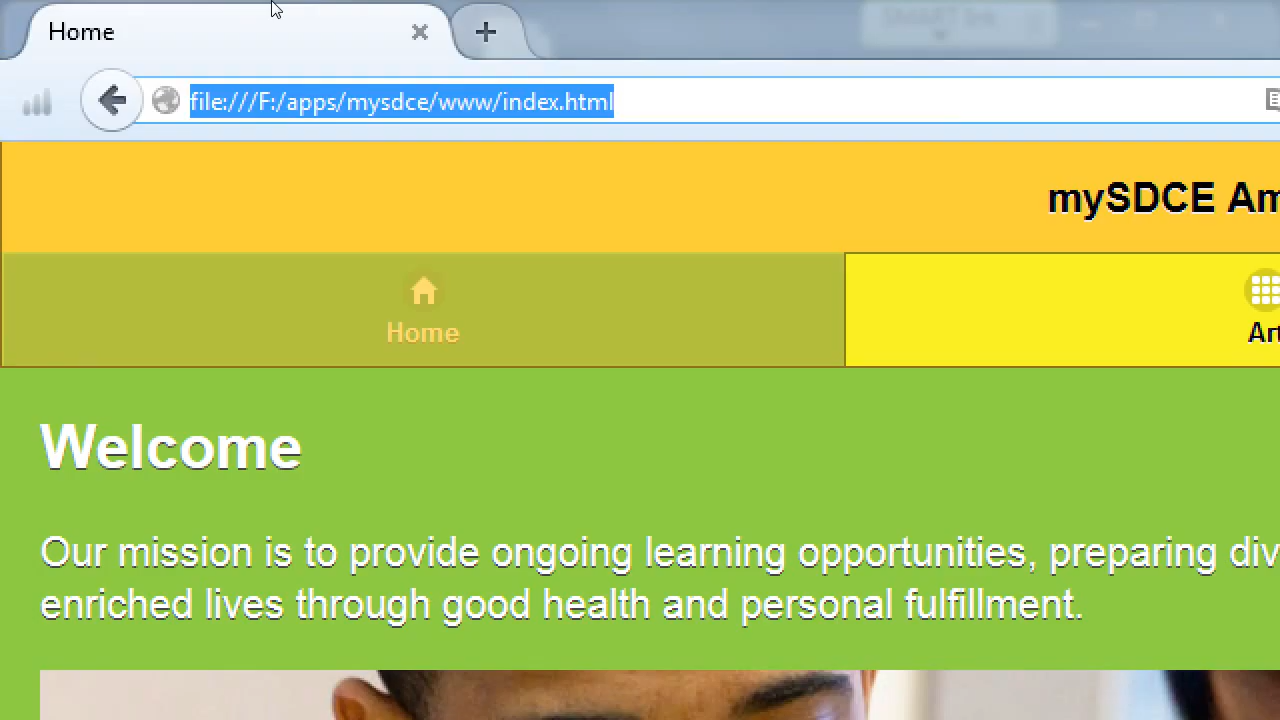 Home
file:///F:/apps/mysdce/www/index.html
mySDCE Am
Home
Art
Welcome
Our mission is to provide ongoing learning opportunities, preparing div
enriched lives through good health and personal fulfillment.